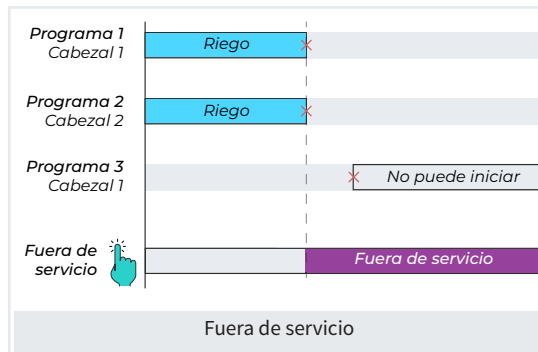 Programa 1
Cabezal 1
Riego
Programa 2
Cabezal 2
Riego
Programa 3
Cabezal 1
No puede iniciar
Fuera de
servicio
Fuera de servicio
Fuera de servicio